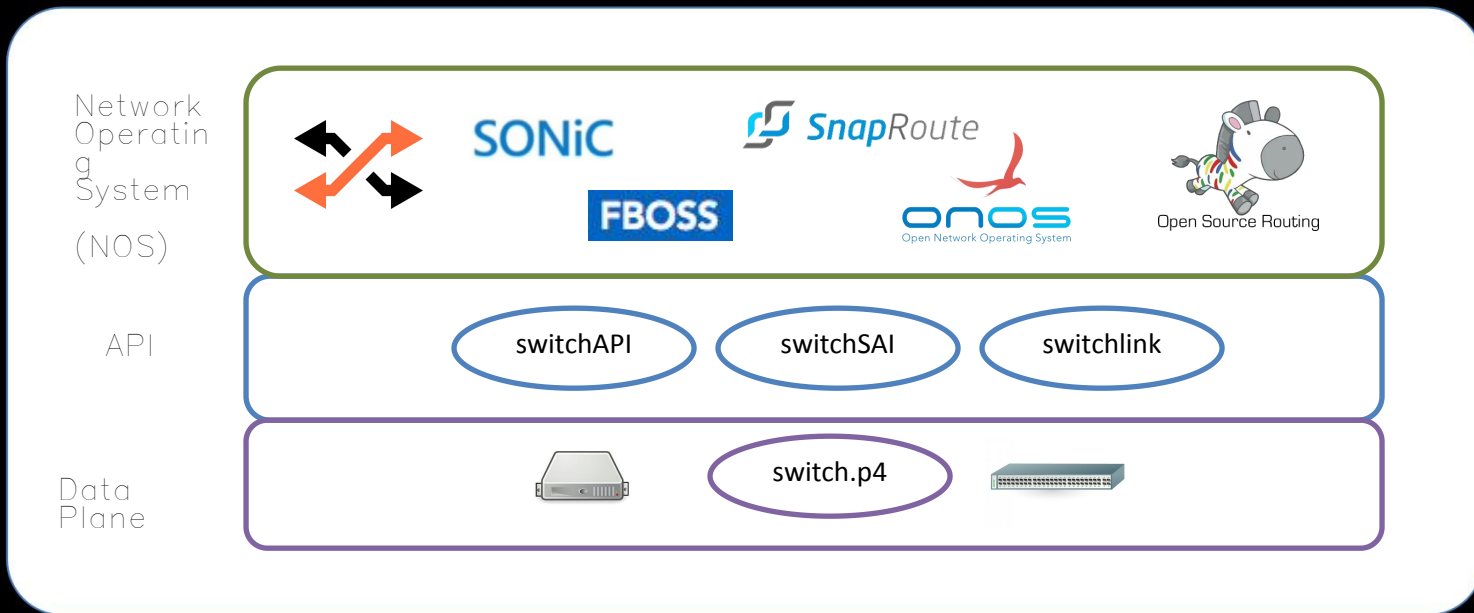 Network
Operatin
g
System
(NOS)
SONiC
SnapRoute
FBOSS
onos
Open Network Operating System
Open Source Routing
API
switchAPI
switchSAI
switchlink
Data
Plane
switch.p4